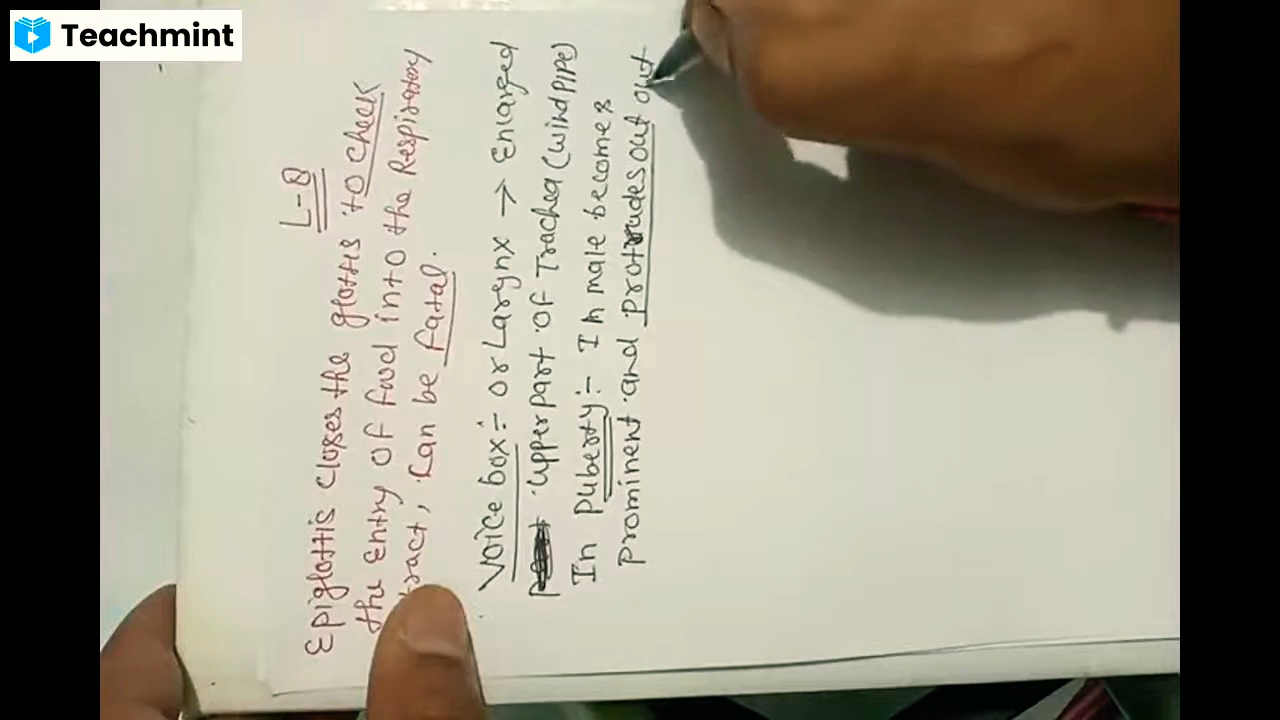 Teachmint
L-8
Epiglottis closes the glottis to check
the Entry of food into the Respiratory
tract, can be fatal.
Voice box:- or Larynx → Enlarged
upper part of Trachea (wind pipe)
In puberty:- In male becomes
prominent and protrudes out out